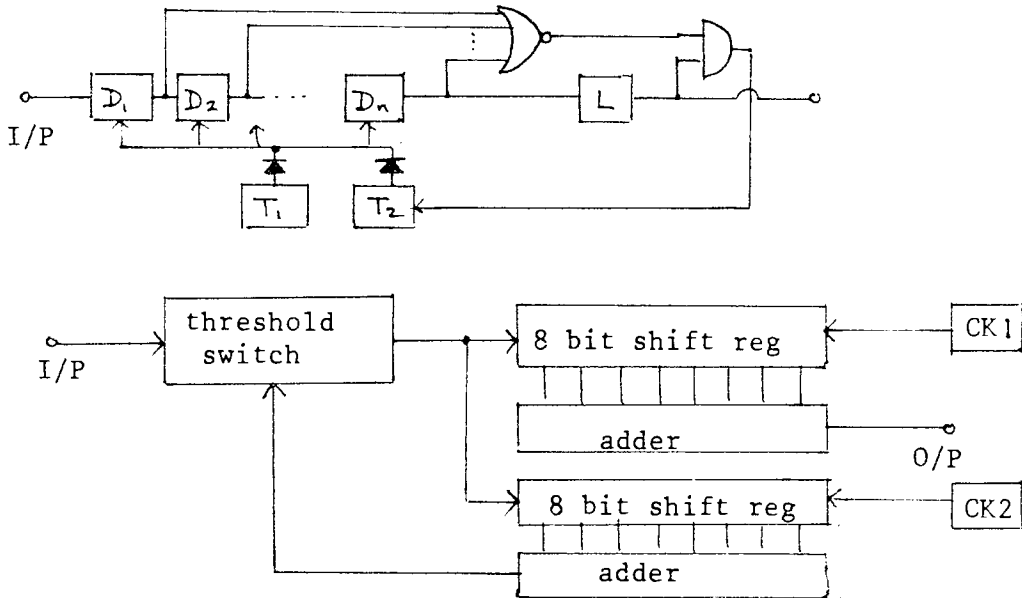 D1
D2
. . . .
Dn
L
I/P
T1
T2
threshold
switch
I/P
8 bit shift reg
CK1
adder
O/P
8 bit shift reg
CK2
adder